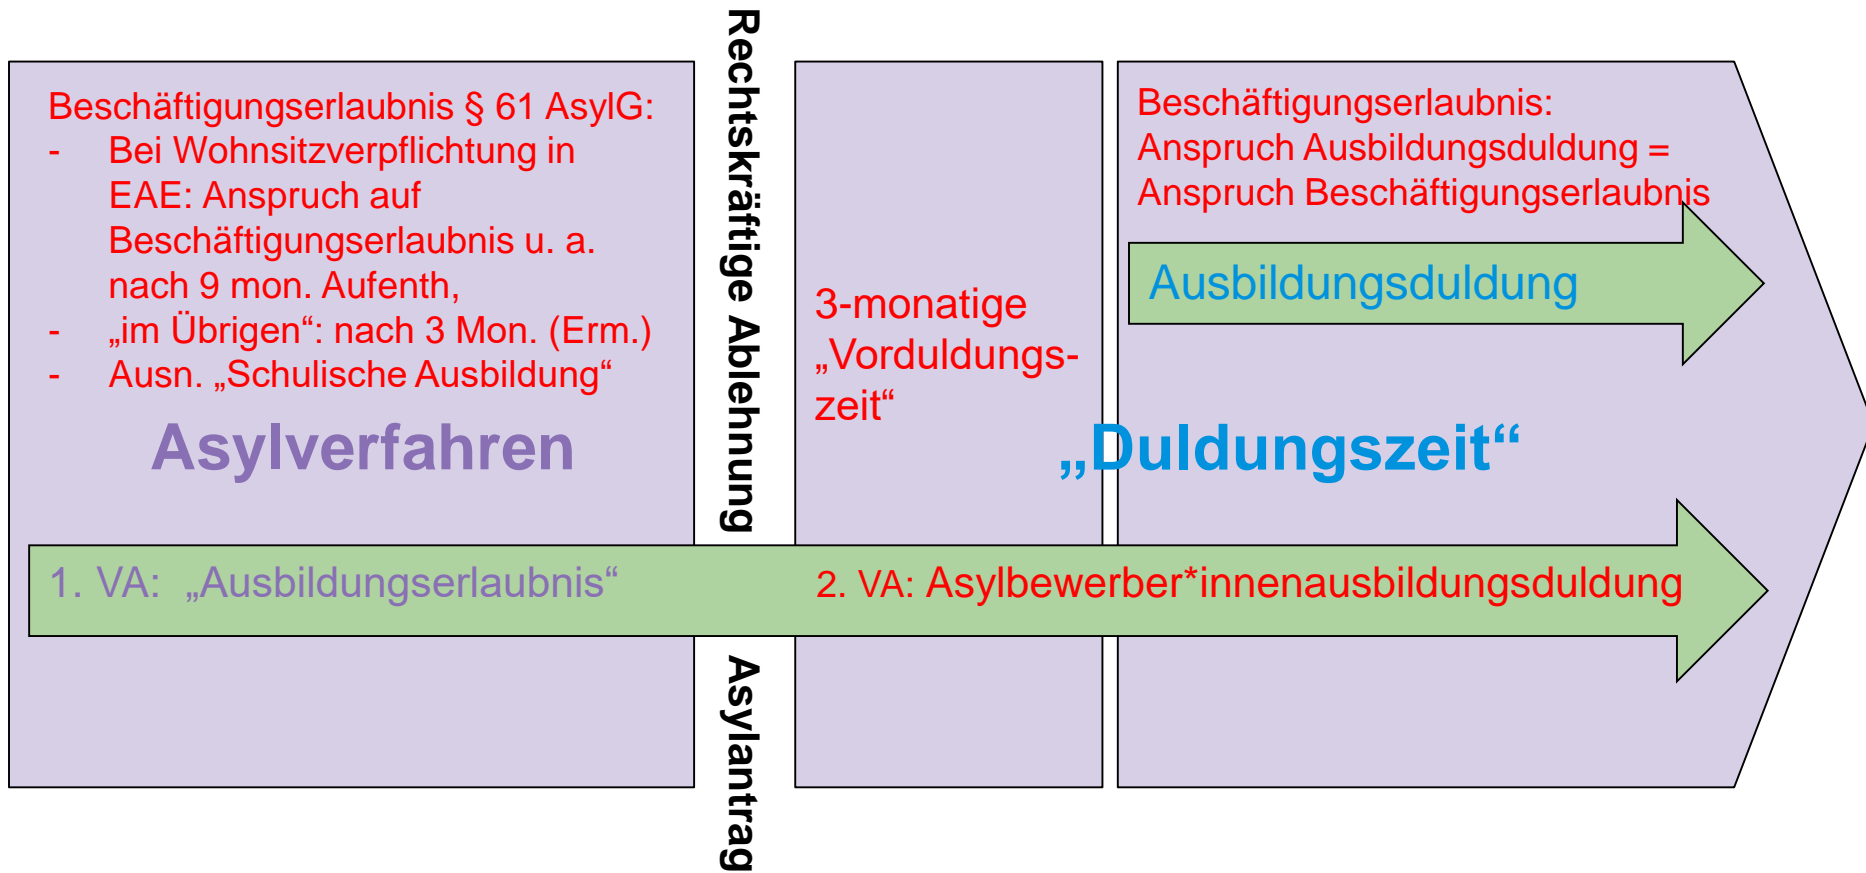 Beschäftigungserlaubnis § 61 AsylG:
- Bei Wohnsitzverpflichtung in
EAE: Anspruch auf
Beschäftigungserlaubnis u. a.
nach 9 mon. Aufenth,
- „im Übrigen“: nach 3 Mon. (Erm.)
- Ausn. „Schulische Ausbildung“
Asylverfahren
Rechtskräftige Ablehnung
Asylantrag
3-monatige
„Vorduldungs-
zeit“
Beschäftigungserlaubnis:
Anspruch Ausbildungsduldung =
Anspruch Beschäftigungserlaubnis
Ausbildungsduldung
„Duldungszeit“
1. VA: „Ausbildungserlaubnis“
2. VA: Asylbewerber*innenausbildungsduldung